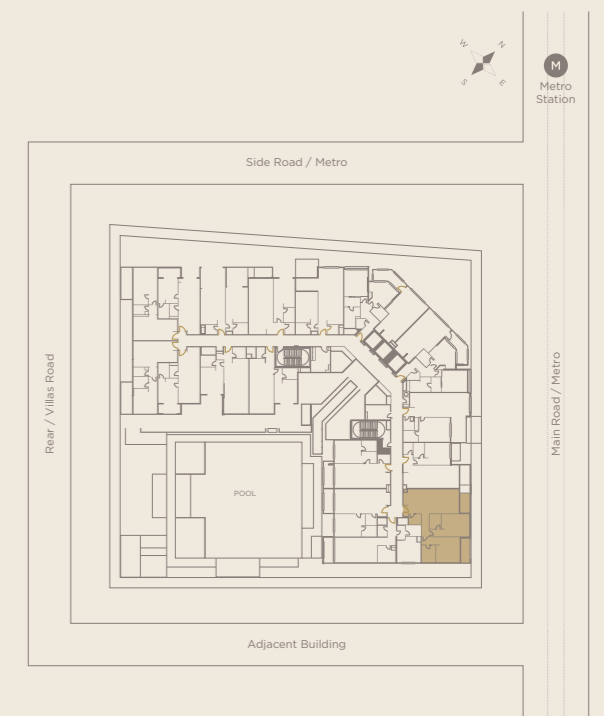 W
N
S
E
M
Metro
Station
Side Road / Metro
Rear / Villas Road
Main Road / Metro
POOL
Adjacent Building